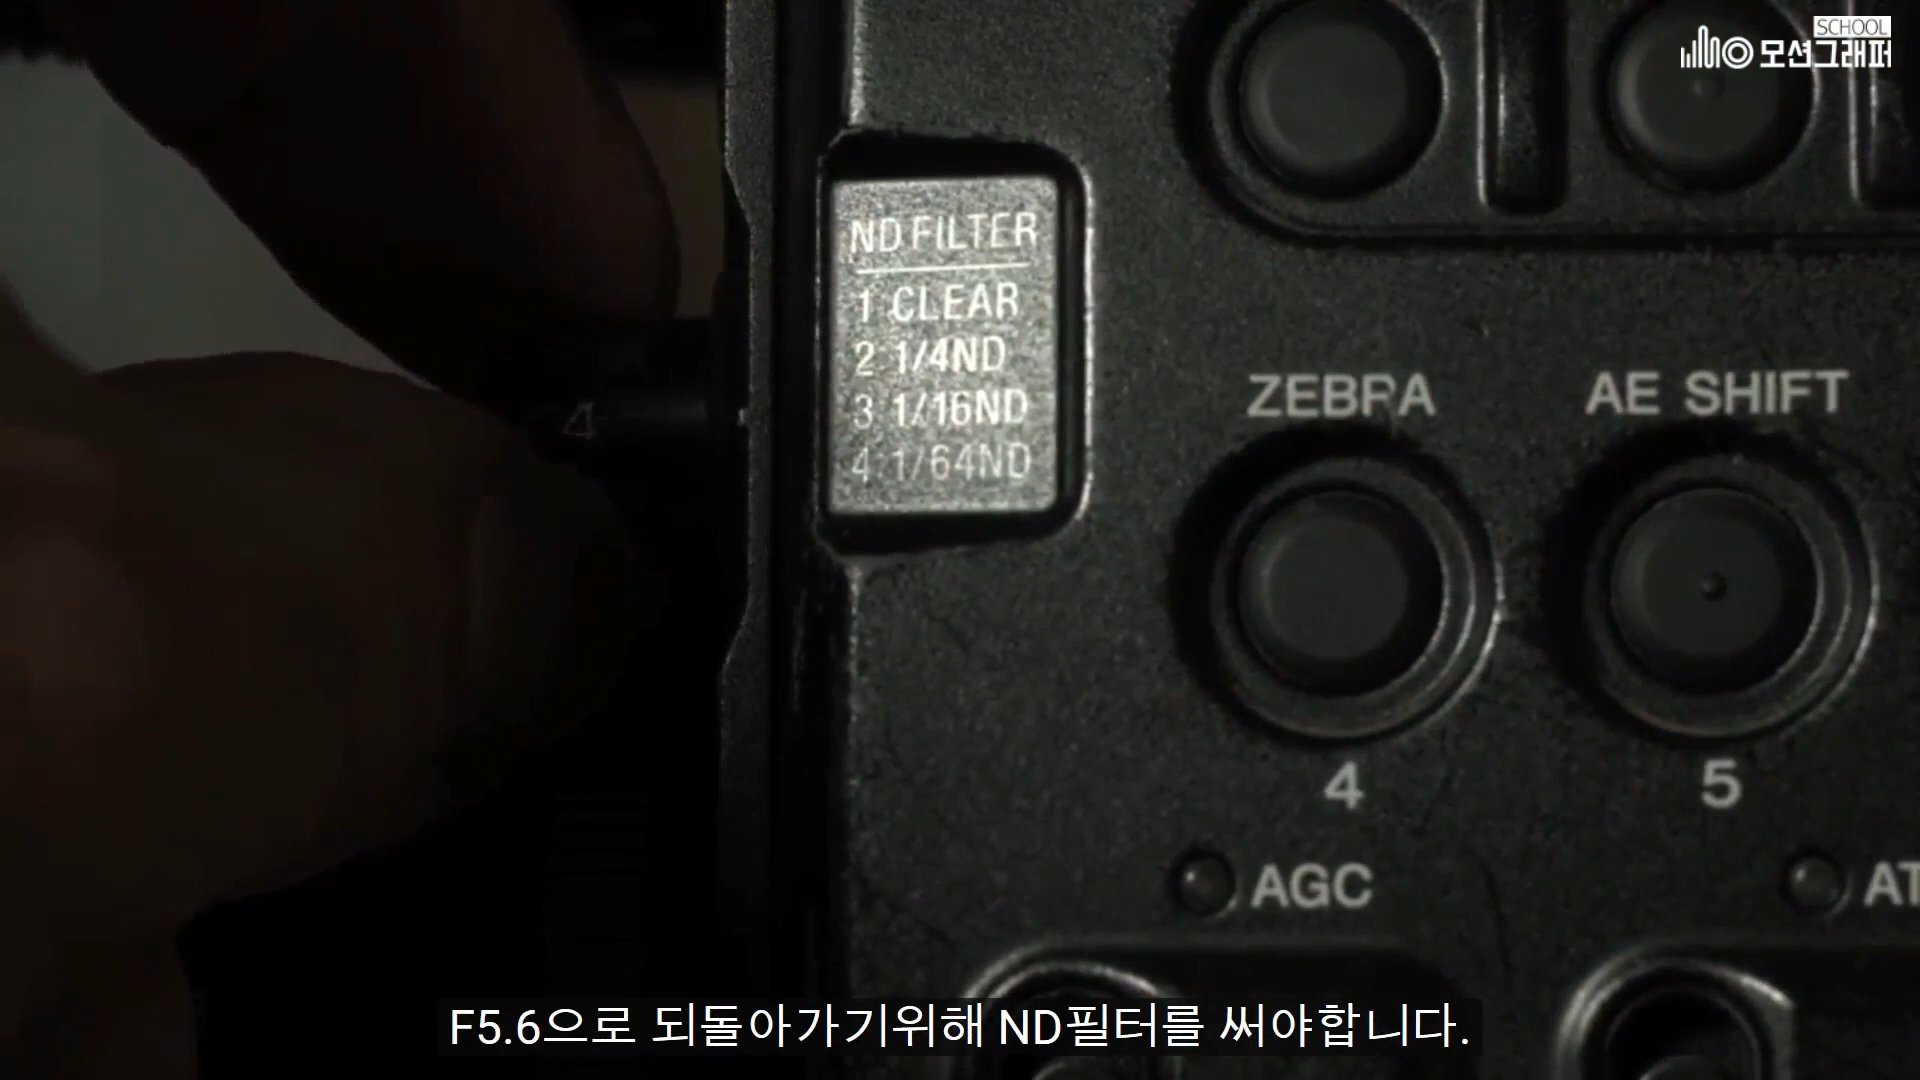 SCHOOL
모션그래퍼
ND FILTER
1 CLEAR
2 1/4ND
3 1/16ND
4 1/64ND
4
ZEBRA
AE SHIFT
4
5
AGC
AT
F5.6으로 되돌아가기위해 ND필터를 써야합니다.